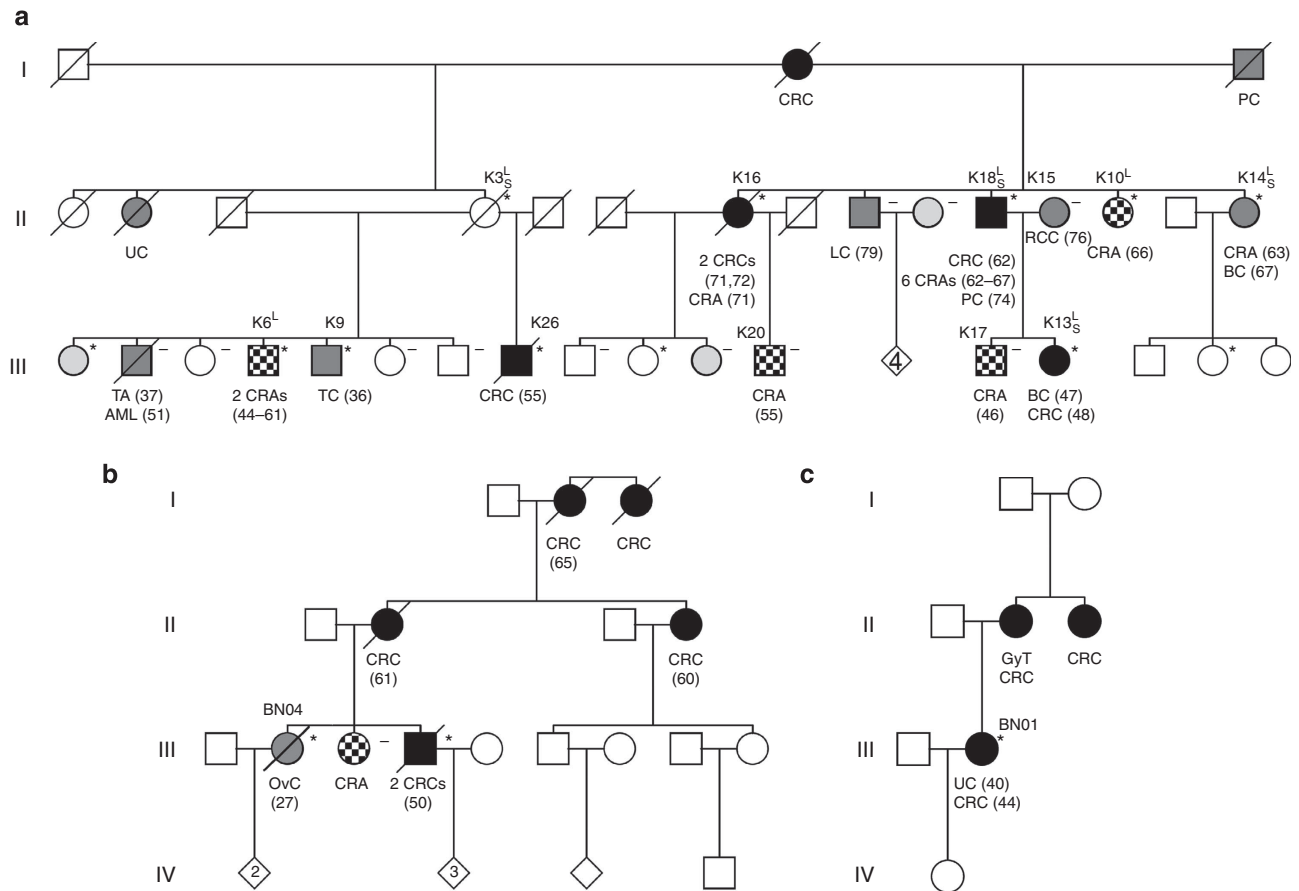 a
I
CRC
PC
K3 L S *
K16 *
K18 L S *
K15
K10 L *
K14 L S *
II
–
–
–
UC
2 CRCs
(71,72)
CRA (71)
LC (79)
CRC (62)
6 CRAs (62–67)
PC (74)
RCC (76)
CRA (66)
CRA (63)
BC (67)
K6 L
K9
K26
K20
K17
K13 L S
III
* – – * * – – * – * – – 4 – * *
TA (37)
AML (51)
2 CRAs
(44–61)
TC (36)
CRC (55)
CRA
(55)
CRA
(46)
BC (47)
CRC (48)
b
I
CRC
(65)
CRC
II
CRC
(61)
CRC
(60)
BN04
III
* – *
OvC
(27)
CRA
2 CRCs
(50)
IV
2
3
c
I
II
GyT
CRC
CRC
BN01
III
*
UC (40)
CRC (44)
IV